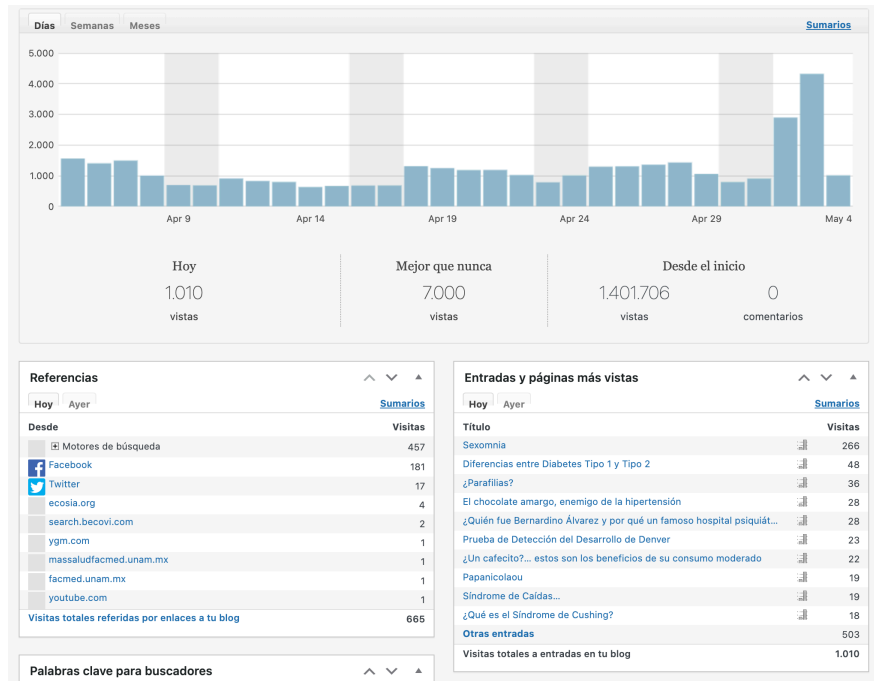 Días Semanas Meses Sumarios
5.000
4.000
3.000
2.000
1.000
0
Apr 9 Apr 14 Apr 19 Apr 24 Apr 29 May 4
Hoy Mejor que nunca Desde el inicio
1.010 7.000 1.401.706 0
vistas vistas vistas comentarios
Referencias
Hoy Ayer Sumarios
Desde Visitas
Motores de búsqueda 457
Facebook 181
Twitter 17
ecosia.org 4
search.becovi.com 2
ygm.com 1
massaludfacmed.unam.mx 1
facmed.unam.mx 1
youtube.com 1
Visitas totales referidas por enlaces a tu blog 665
Palabras clave para buscadores
Entradas y páginas más vistas
Hoy Ayer Sumarios
Título Visitas
Sexomnia 266
Diferencias entre Diabetes Tipo 1 y Tipo 2 48
¿Parafilias? 36
El chocolate amargo, enemigo de la hipertensión 28
¿Quién fue Bernardino Álvarez y por qué un famoso hospital psiquiát... 28
Prueba de Detección del Desarrollo de Denver 23
¿Un cafecito?... estos son los beneficios de su consumo moderado 22
Papanicolaou 19
Síndrome de Caídas... 19
¿Qué es el Síndrome de Cushing? 18
Otras entradas 503
Visitas totales a entradas en tu blog 1.010